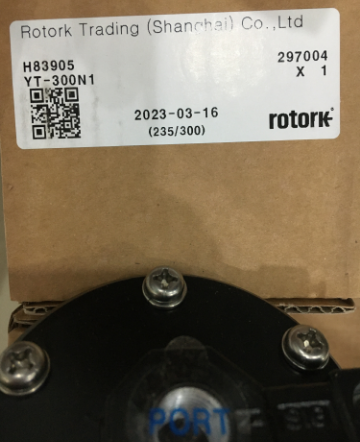 Rotork Trading (Shanghai) Co.,Ltd
H83905
297004
YT-300N1
X 1
2023-03-16
(235/300)
rotork
PORT